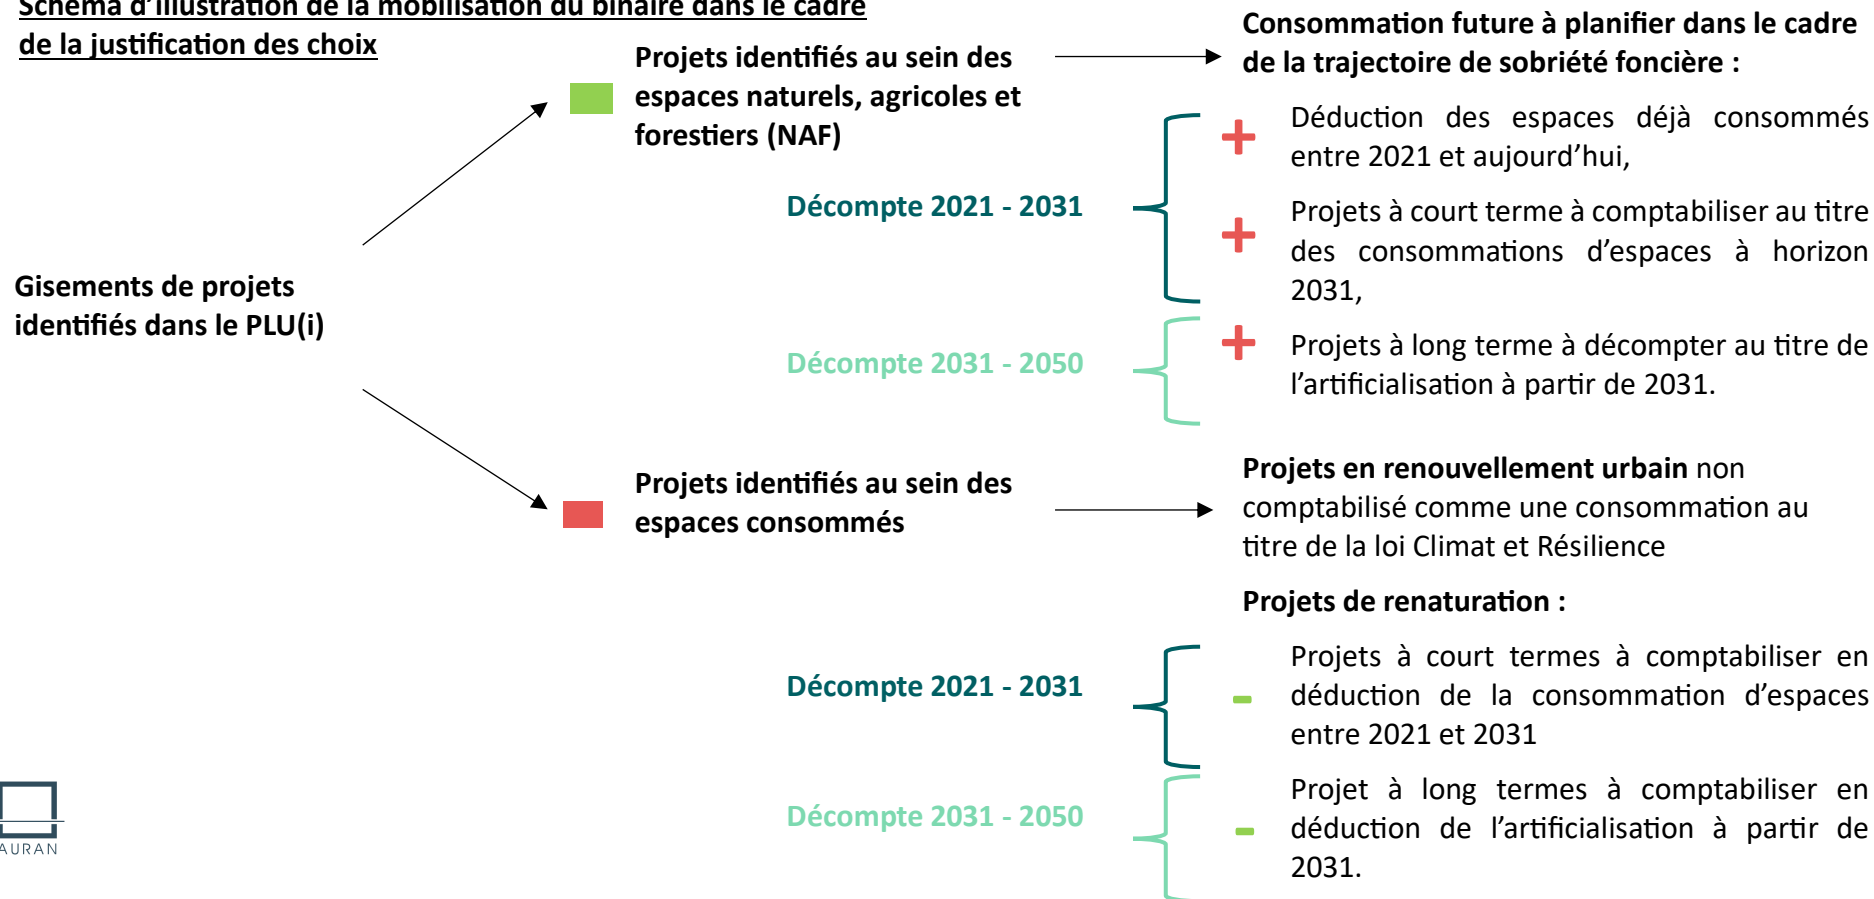 Schéma d'illustration de la mobilisation du binaire dans le cadre
de la justification des choix
Gisements de projets
identifiés dans le PLU(i)
Projets identifiés au sein des
espaces naturels, agricoles et
forestiers (NAF)
Consommation future à planifier dans le cadre
de la trajectoire de sobriété foncière :
Décompte 2021 - 2031
+ Déduction des espaces déjà consommés
entre 2021 et aujourd’hui,
+ Projets à court terme à comptabiliser au titre
des consommations d’espaces à horizon
2031,
Décompte 2031 - 2050
+ Projets à long terme à décompter au titre de
l’artificialisation à partir de 2031.
Projets identifiés au sein des
espaces consommés
Projets en renouvellement urbain non
comptabilisé comme une consommation au
titre de la loi Climat et Résilience
Projets de renaturation :
Décompte 2021 - 2031
- Projets à court termes à comptabiliser en
déduction de la consommation d’espaces
entre 2021 et 2031
Décompte 2031 - 2050
- Projet à long termes à comptabiliser en
déduction de l’artificialisation à partir de
2031.
AURAN